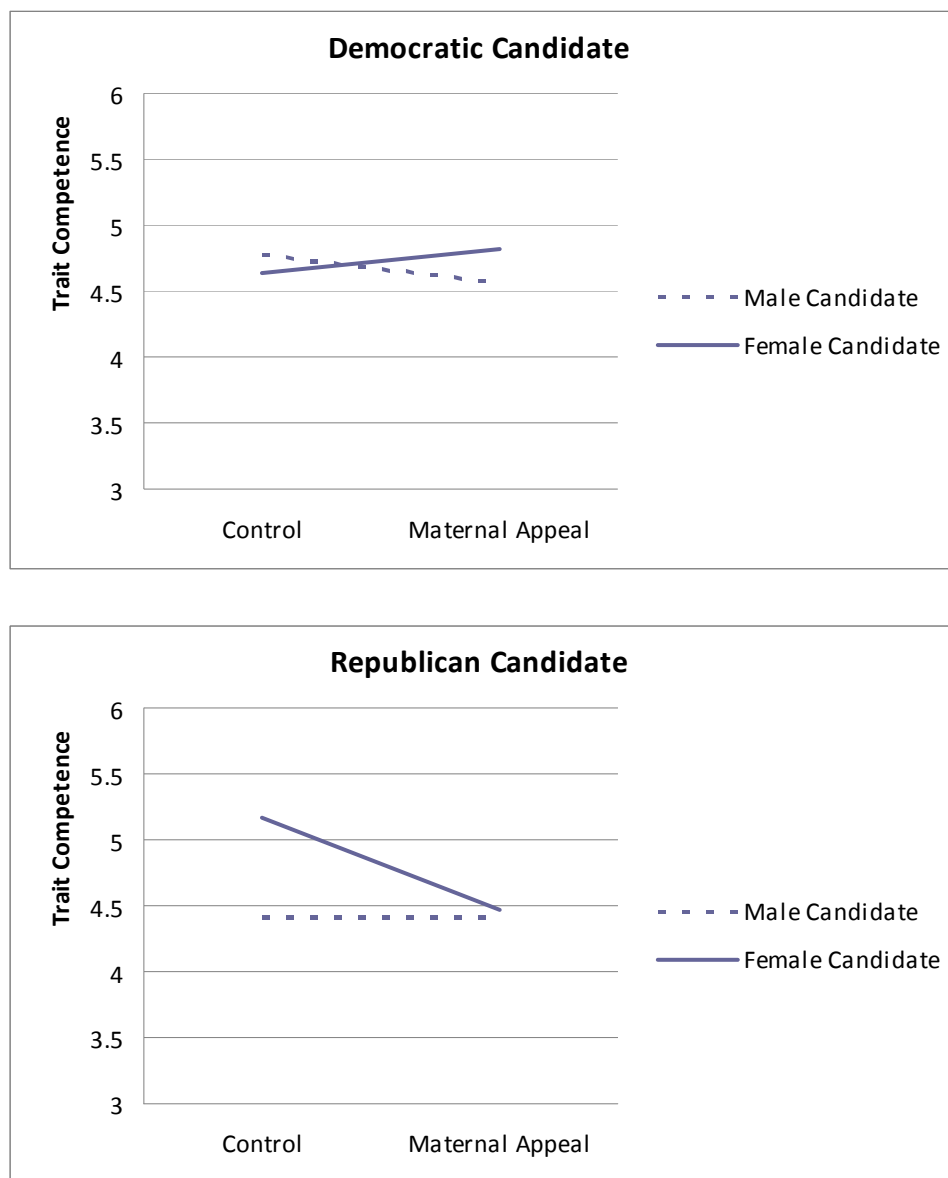 Democratic Candidate
6
5.5
5
4.5
4
3.5
3
Trait Competence
Control
Maternal Appeal
Male Candidate
Female Candidate
Republican Candidate
6
5.5
5
4.5
4
3.5
3
Trait Competence
Control
Maternal Appeal
Male Candidate
Female Candidate